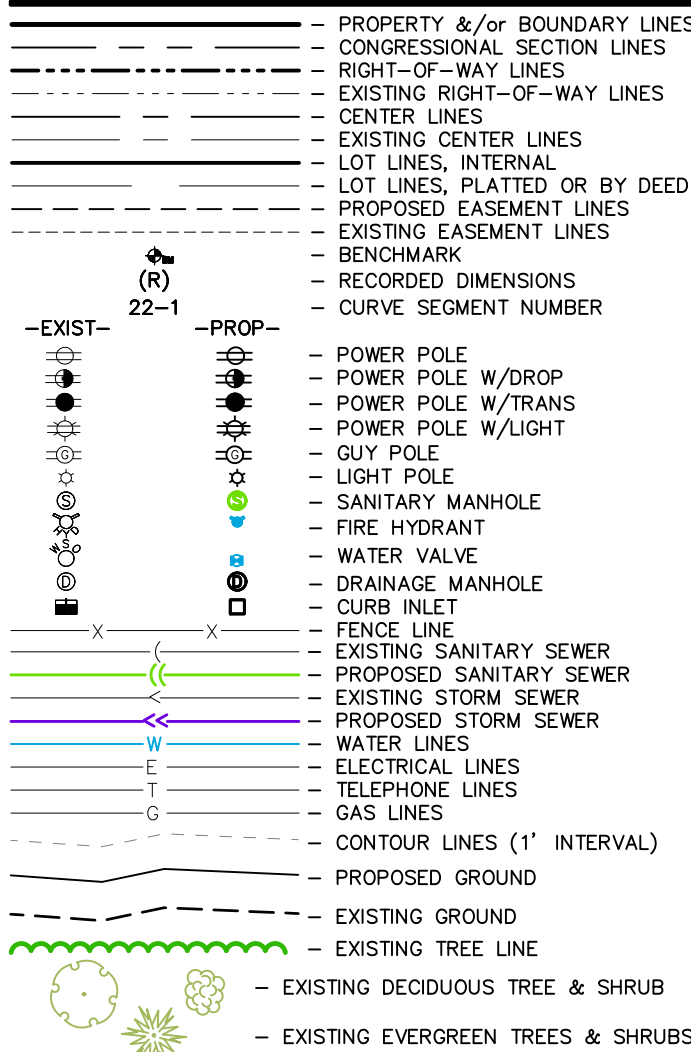 – PROPERTY &/or BOUNDARY LINES
– CONGRESSIONAL SECTION LINES
– RIGHT–OF–WAY LINES
– EXISTING RIGHT–OF–WAY LINES
– CENTER LINES
– EXISTING CENTER LINES
– LOT LINES, INTERNAL
– LOT LINES, PLATTED OR BY DEED
– PROPOSED EASEMENT LINES
– EXISTING EASEMENT LINES
– BENCHMARK
(R) – RECORDED DIMENSIONS
22–1 – CURVE SEGMENT NUMBER
–EXIST– –PROP–
– POWER POLE
– POWER POLE W/DROP
– POWER POLE W/TRANS
– POWER POLE W/LIGHT
G G – GUY POLE
– LIGHT POLE
S S – SANITARY MANHOLE
– FIRE HYDRANT
W S O – WATER VALVE
D D – DRAINAGE MANHOLE
– CURB INLET
X X – FENCE LINE
– EXISTING SANITARY SEWER
– PROPOSED SANITARY SEWER
– EXISTING STORM SEWER
– PROPOSED STORM SEWER
W – WATER LINES
E – ELECTRICAL LINES
T – TELEPHONE LINES
G – GAS LINES
– CONTOUR LINES (1' INTERVAL)
– PROPOSED GROUND
– EXISTING GROUND
– EXISTING TREE LINE
– EXISTING DECIDUOUS TREE & SHRUB
– EXISTING EVERGREEN TREES & SHRUBS